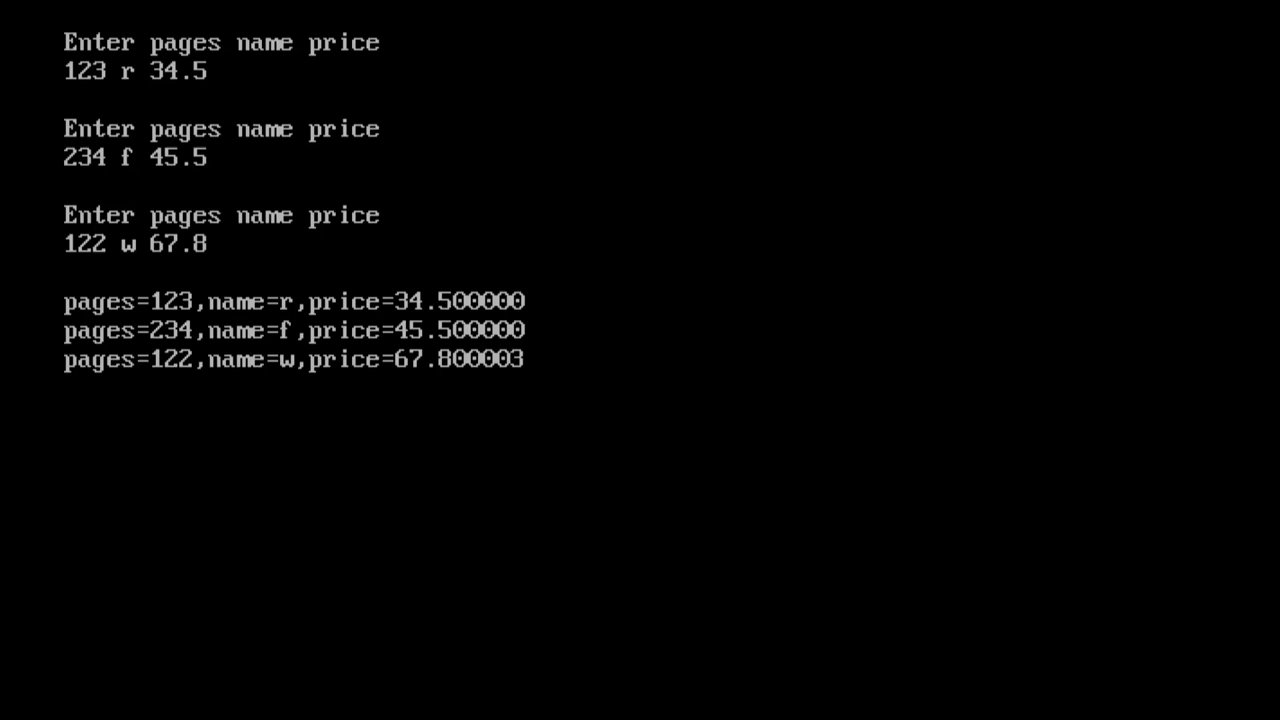 Enter pages name price
123 r 34.5
Enter pages name price
234 f 45.5
Enter pages name price
122 w 67.8
pages=123,name=r,price=34.500000
pages=234,name=f,price=45.500000
pages=122,name=w,price=67.800003